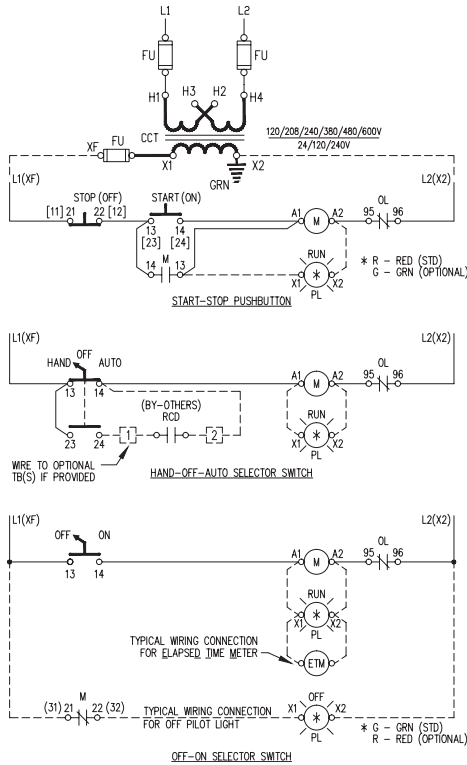 L1 L2
FU FU
H1 H3 H2 H4
XF FU CCT X1 X2
120/208/240/380/480/600V
24/120/240V
GRN
L1(XF) L2(X2)
STOP (OFF) START(ON)
[11] 21 22 [12] 13 14 A1 M A2 95 OL 96
[23] [24]
14 M 13
RUN
X1 * X2
PL
* R – RED (STD)
G – GRN (OPTIONAL)
START–STOP PUSHBUTTON
L1(XF) L2(X2)
HAND OFF AUTO
13 14 A1 M A2 95 OL 96
(BY–OTHERS)
RCD
23 24 1 2
RUN
X1 * X2
PL
WIRE TO OPTIONAL
TB(S) IF PROVIDED
HAND–OFF–AUTO SELECTOR SWITCH
L1(XF) L2(X2)
OFF ON
13 14 A1 M A2 95 OL 96
RUN
X1 * X2
PL
TYPICAL WIRING CONNECTION
FOR ELAPSED TIME METER
ETM
M
(31) 21 22 (32)
TYPICAL WIRING CONNECTION
FOR OFF PILOT LIGHT
OFF
X1 * X2
PL
* G – GRN (STD)
R – RED (OPTIONAL)
OFF–ON SELECTOR SWITCH